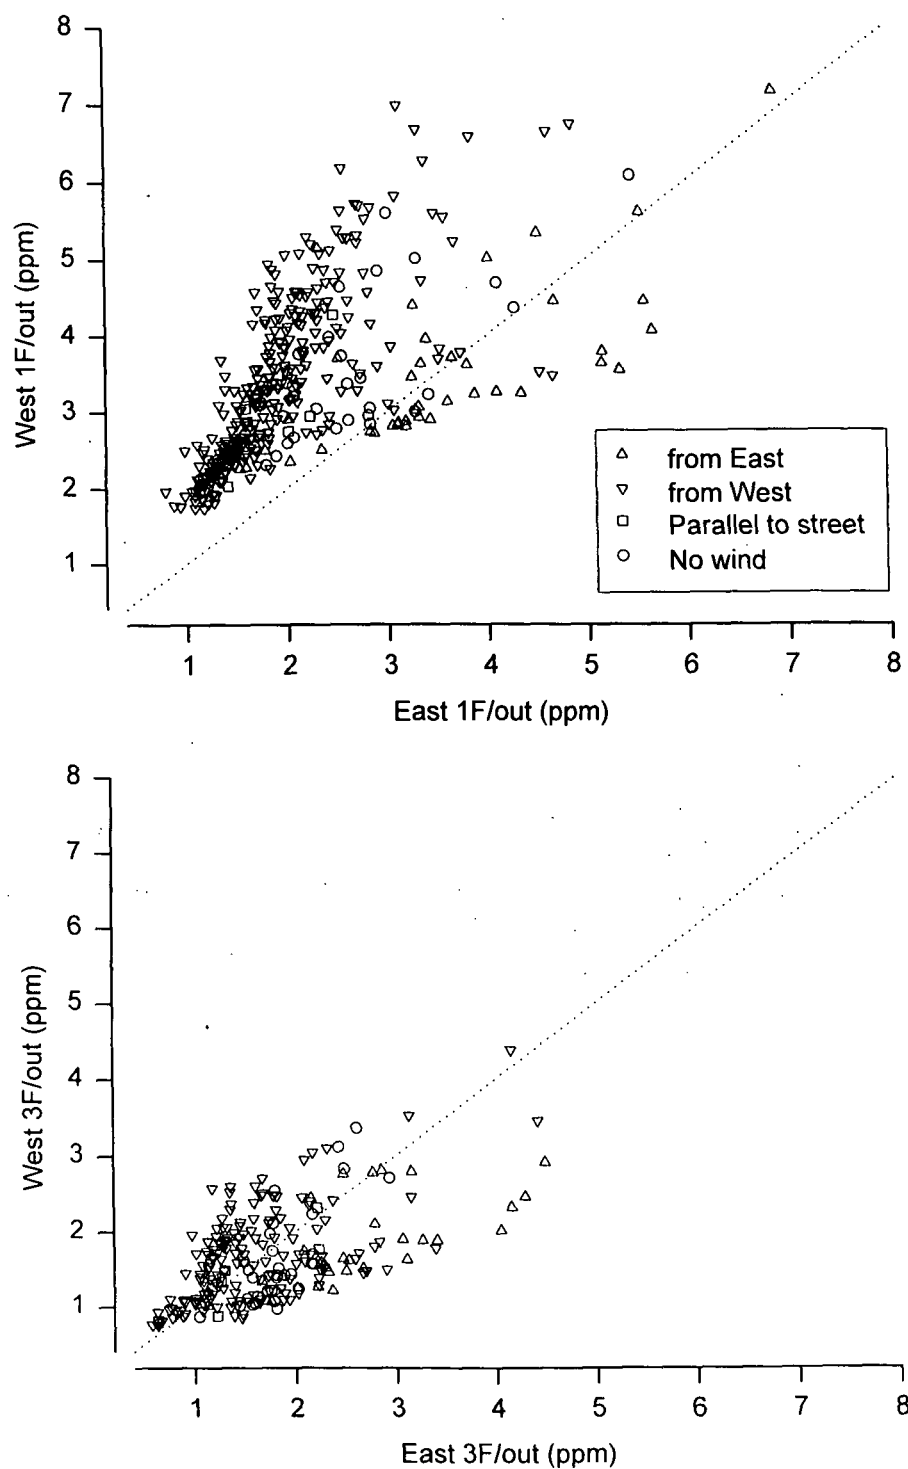 8
7
6
5
4
3
2
1
West 1F/out (ppm)
from East
from West
Parallel to street
No wind
1 2 3 4 5 6 7 8
East 1F/out (ppm)
8
7
6
5
4
3
2
1
West 3F/out (ppm)
1 2 3 4 5 6 7 8
East 3F/out (ppm)